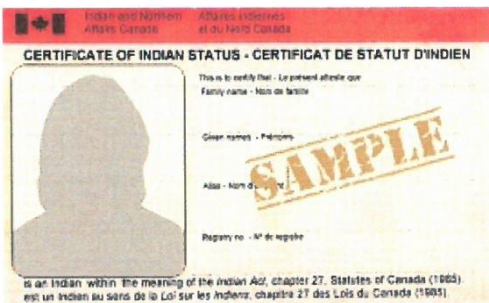 Indian and Northern Affairs Canada
Affaires indiennes et du Nord Canada
CERTIFICATE OF INDIAN STATUS - CERTIFICAT DE STATUT D'INDIEN
This is to certify that - Le présent atteste que
Family name - Nom de famille
Given names - Prénoms
SAMPLE
Alias - Nom d'
Registry no. - Nº de registre
is an Indian within the meaning of the Indian Act, chapter 27, Statutes of Canada (1985).
est un Indien au sens de la Loi sur les Indiens, chapitre 27 des Lois du Canada (1985).